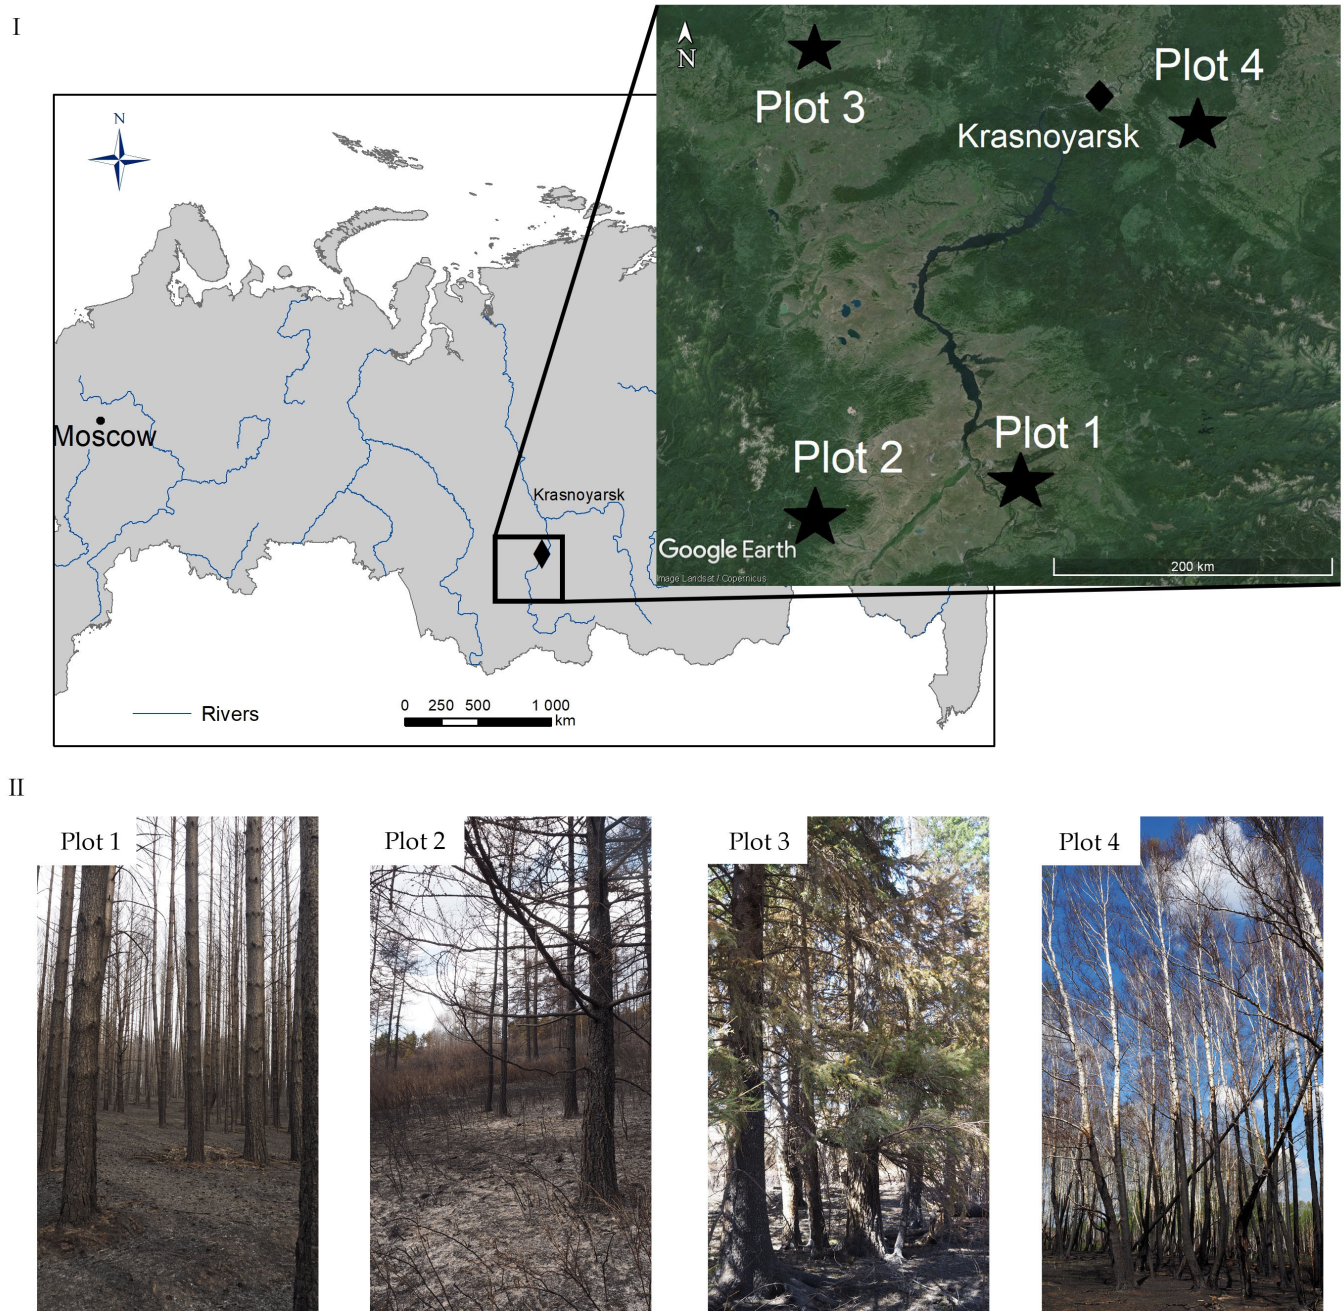 I
N
Plot 3
Plot 4
Krasnoyarsk
N
Moscow
Krasnoyarsk
Plot 2
Plot 1
Google Earth
Image Landsat / Copernicus
200 km
Rivers
0 250 500 1 000
km
II
Plot 1
Plot 2
Plot 3
Plot 4